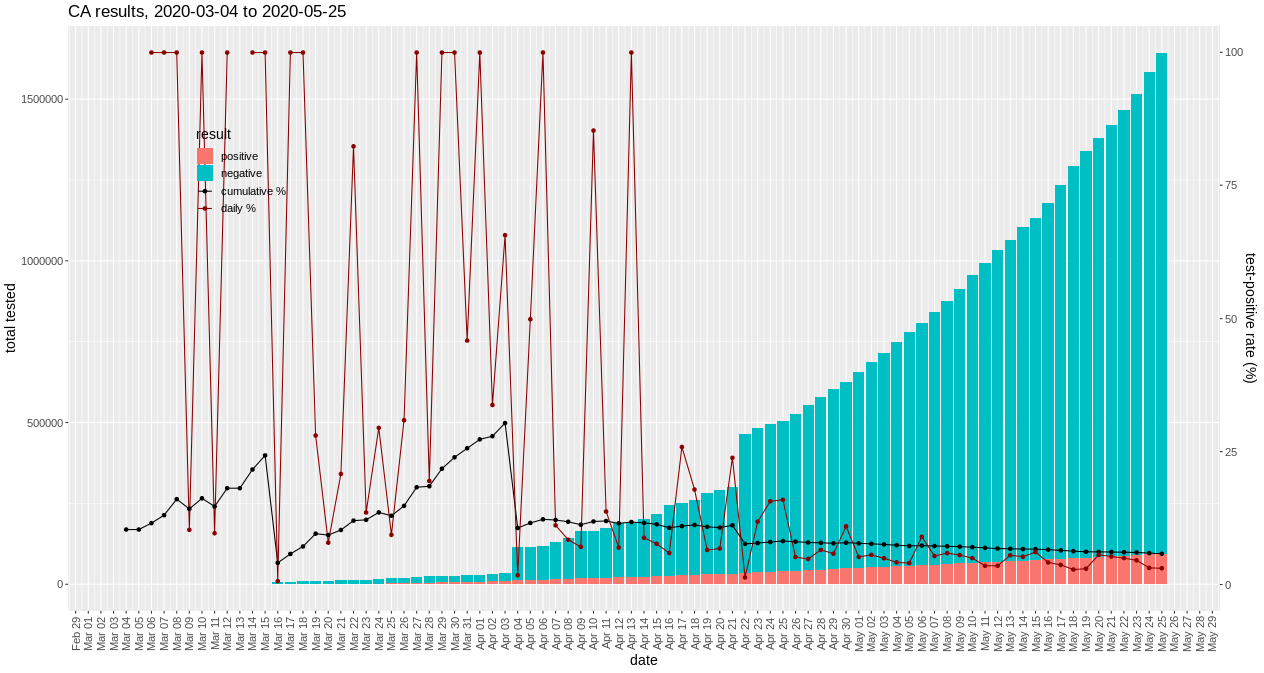 CA results, 2020-03-04 to 2020-05-25
total tested
1500000
1000000
500000
0
result
positive
negative
cumulative %
daily %
100
75
50
25
0
test-positive rate (%)
Feb 29
Mar 01
Mar 02
Mar 03
Mar 04
Mar 05
Mar 06
Mar 07
Mar 08
Mar 09
Mar 10
Mar 11
Mar 12
Mar 13
Mar 14
Mar 15
Mar 16
Mar 17
Mar 18
Mar 19
Mar 20
Mar 21
Mar 22
Mar 23
Mar 24
Mar 25
Mar 26
Mar 27
Mar 28
Mar 29
Mar 30
Mar 31
Apr 01
Apr 02
Apr 03
Apr 04
Apr 05
Apr 06
Apr 07
Apr 08
Apr 09
Apr 10
Apr 11
Apr 12
Apr 13
Apr 14
Apr 15
Apr 16
Apr 17
Apr 18
Apr 19
Apr 20
Apr 21
Apr 22
Apr 23
Apr 24
Apr 25
Apr 26
Apr 27
Apr 28
Apr 29
Apr 30
May 01
May 02
May 03
May 04
May 05
May 06
May 07
May 08
May 09
May 10
May 11
May 12
May 13
May 14
May 15
May 16
May 17
May 18
May 19
May 20
May 21
May 22
May 23
May 24
May 25
May 26
May 27
May 28
May 29
date